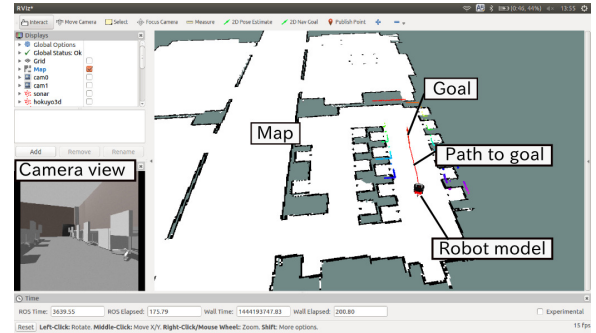 RViz*
13:55
Interact
Move Camera
Select
Focus Camera
Measure
2D Pose Estimate
2D Nav Goal
Publish Point
Displays
Global Options
Global Status: Ok
Grid
Map
cam0
cam1
sonar
hokuyo3d
Add
Remove
Rename
Camera view
Map
Goal
Path to goal
Robot model
Time
ROS Time: 3639.55
ROS Elapsed: 175.79
Wall Time: 1444193747.83
Wall Elapsed: 200.80
Experimental
Reset
Left-Click: Rotate. Middle-Click: Move X/Y. Right-Click/Mouse Wheel: Zoom. Shift: More options.
15 fps